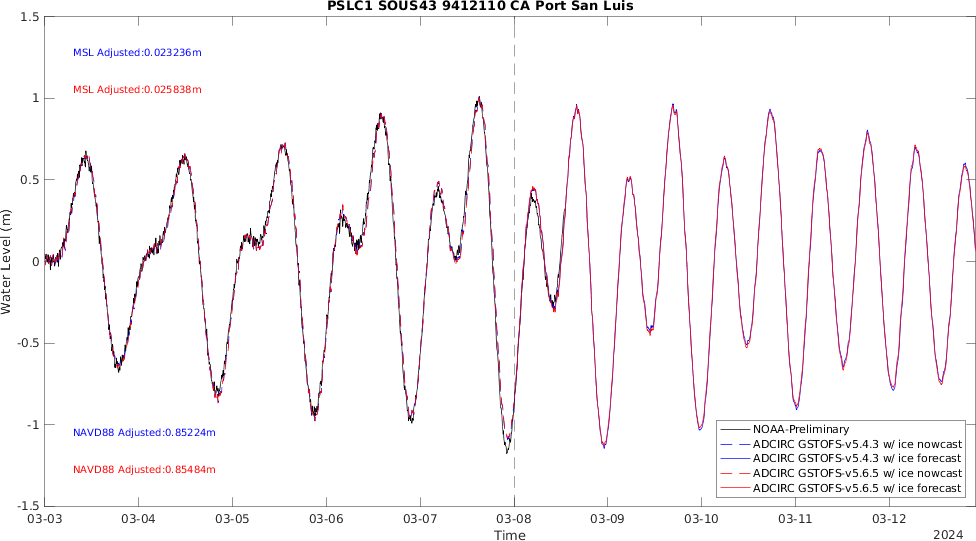 PSLC1 SOUS43 9412110 CA Port San Luis
1.5
MSL Adjusted:0.023236m
MSL Adjusted:0.025838m
1
0.5
0
-0.5
-1
-1.5
Water Level (m)
NAVD88 Adjusted:0.85224m
NAVD88 Adjusted:0.85484m
NOAA-Preliminary
ADCIRC GSTOFS-v5.4.3 w/ ice nowcast
ADCIRC GSTOFS-v5.4.3 w/ ice forecast
ADCIRC GSTOFS-v5.6.5 w/ ice nowcast
ADCIRC GSTOFS-v5.6.5 w/ ice forecast
03-03 03-04 03-05 03-06 03-07 03-08 03-09 03-10 03-11 03-12
Time
2024